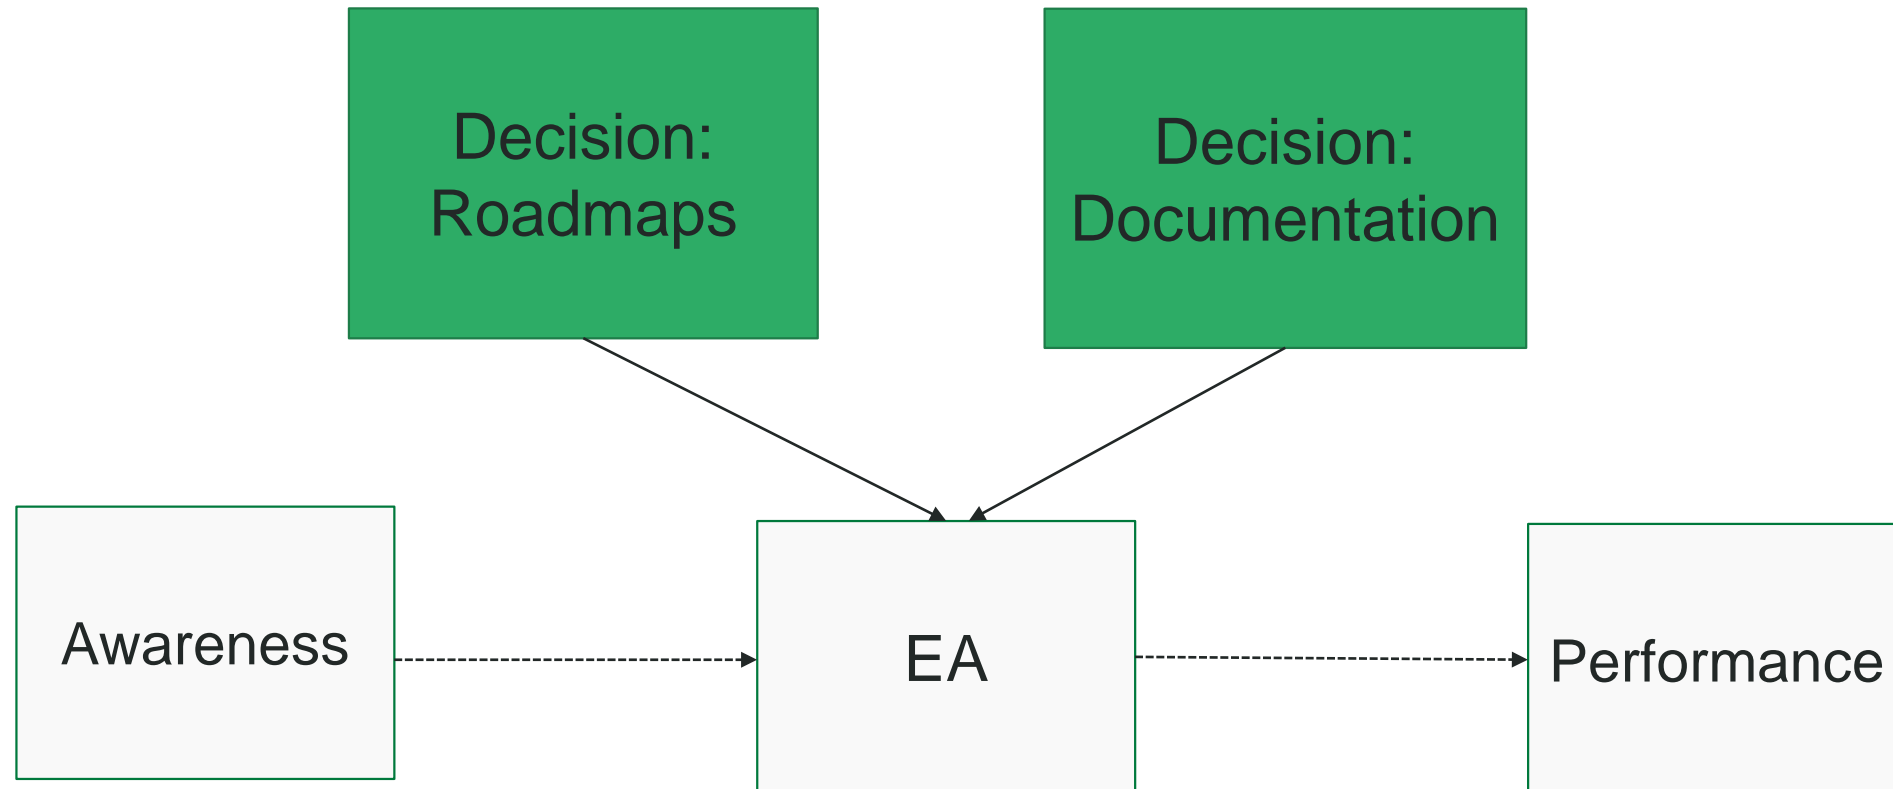 Decision:
Roadmaps
Decision:
Documentation
Awareness
EA
Performance